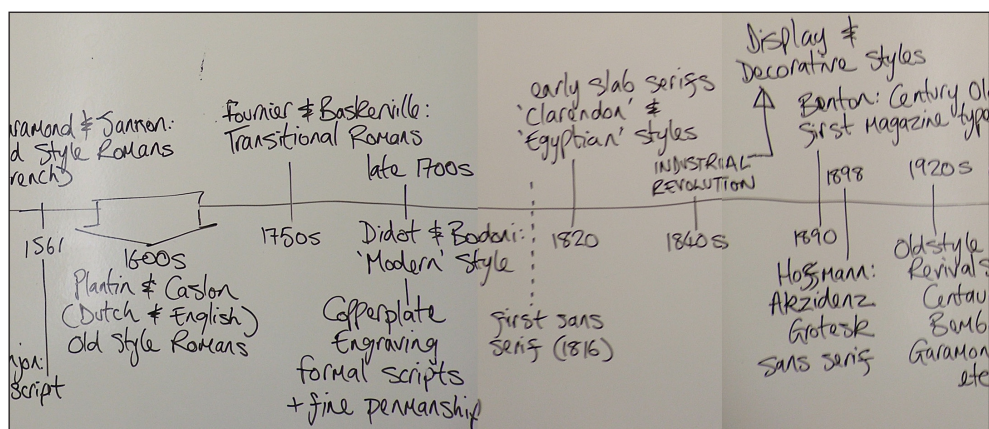 aramond & Jannon:
d Style Romans
rench)
1561
jon:
script
1600s
Plantin & Caslon
(Dutch & English)
Old Style Romans
Fournier & Baskerville:
Transitional Romans
1750s
late 1700s
Didot & Bodoni:
'Modern' Style
Copperplate
Engraving
formal scripts
+ fine penmanship
first sans
serif (1816)
early slab serifs
'Clarendon' &
'Egyptian' styles
1820
Display &
Decorative Styles
INDUSTRIAL
REVOLUTION
1840s
Benton: Century Ol
first Magazine typo
1890
1898
Hoffmann:
Akzidenz
Grotesk
sans serif
1920s
Oldstyle
Revivals
Centau
Bemb
Garamon
etc